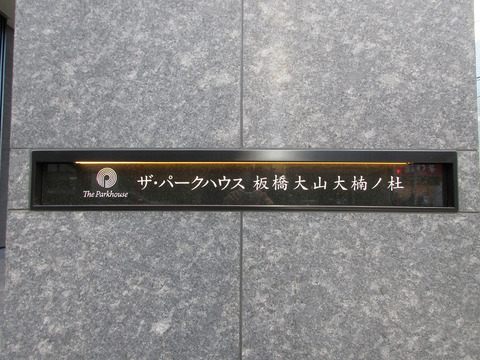 ザ・パークハウス 板橋大山大楠ノ杜
The Parkhouse